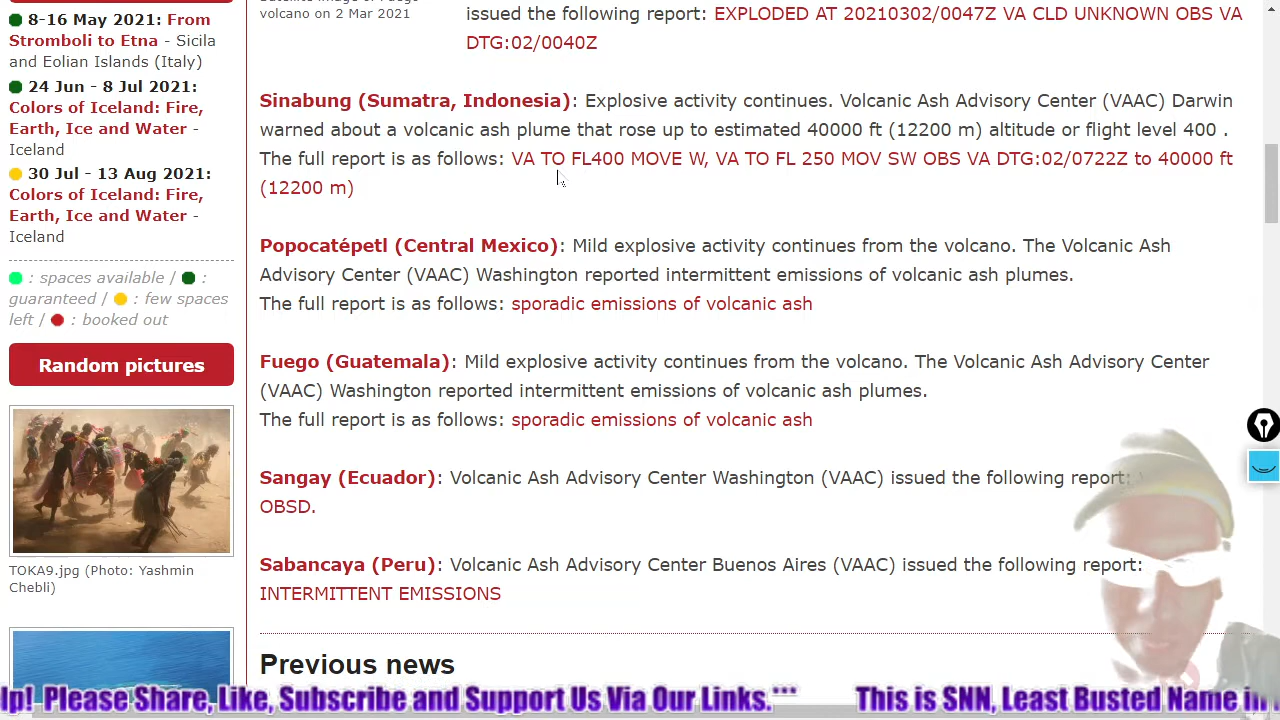 8–16 May 2021: From
Stromboli to Etna - Sicila
and Eolian Islands (Italy)
24 Jun - 8 Jul 2021:
Colors of Iceland: Fire,
Earth, Ice and Water -
Iceland
30 Jul - 13 Aug 2021:
Colors of Iceland: Fire,
Earth, Ice and Water -
Iceland
: spaces available / :
guaranteed / : few spaces
left / : booked out
Random pictures
TOKA9.jpg (Photo: Yashmin
Chebli)
volcano on 2 Mar 2021
issued the following report: EXPLODED AT 20210302/0047Z VA CLD UNKNOWN OBS VA
DTG:02/0040Z
Sinabung (Sumatra, Indonesia): Explosive activity continues. Volcanic Ash Advisory Center (VAAC) Darwin
warned about a volcanic ash plume that rose up to estimated 40000 ft (12200 m) altitude or flight level 400 .
The full report is as follows: VA TO FL400 MOVE W, VA TO FL 250 MOV SW OBS VA DTG:02/0722Z to 40000 ft
(12200 m)
Popocatépetl (Central Mexico): Mild explosive activity continues from the volcano. The Volcanic Ash
Advisory Center (VAAC) Washington reported intermittent emissions of volcanic ash plumes.
The full report is as follows: sporadic emissions of volcanic ash
Fuego (Guatemala): Mild explosive activity continues from the volcano. The Volcanic Ash Advisory Center
(VAAC) Washington reported intermittent emissions of volcanic ash plumes.
The full report is as follows: sporadic emissions of volcanic ash
Sangay (Ecuador): Volcanic Ash Advisory Center Washington (VAAC) issued the following report:
OBSD.
Sabancaya (Peru): Volcanic Ash Advisory Center Buenos Aires (VAAC) issued the following report:
INTERMITTENT EMISSIONS
Previous news
lp! Please Share, Like, Subscribe and Support Us Via Our Links.*** This is SNN, Least Busted Name in